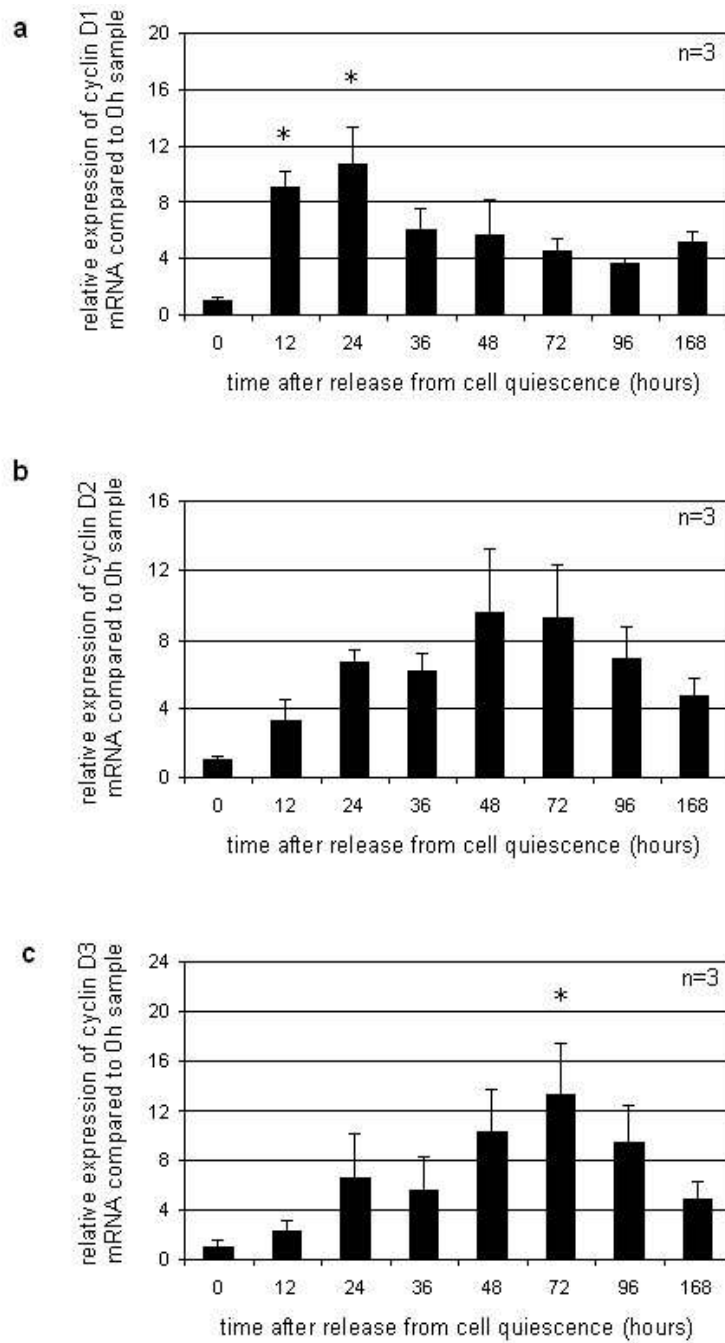 a
relative expression of cyclin D1
mRNA compared to 0h sample
20
16
12
8
4
0
n=3
*
*
0 12 24 36 48 72 96 168
time after release from cell quiescence (hours)
b
relative expression of cyclin D2
mRNA compared to 0h sample
16
12
8
4
0
n=3
0 12 24 36 48 72 96 168
time after release from cell quiescence (hours)
c
relative expression of cyclin D3
mRNA compared to 0h sample
24
20
16
12
8
4
0
n=3
*
0 12 24 36 48 72 96 168
time after release from cell quiescence (hours)